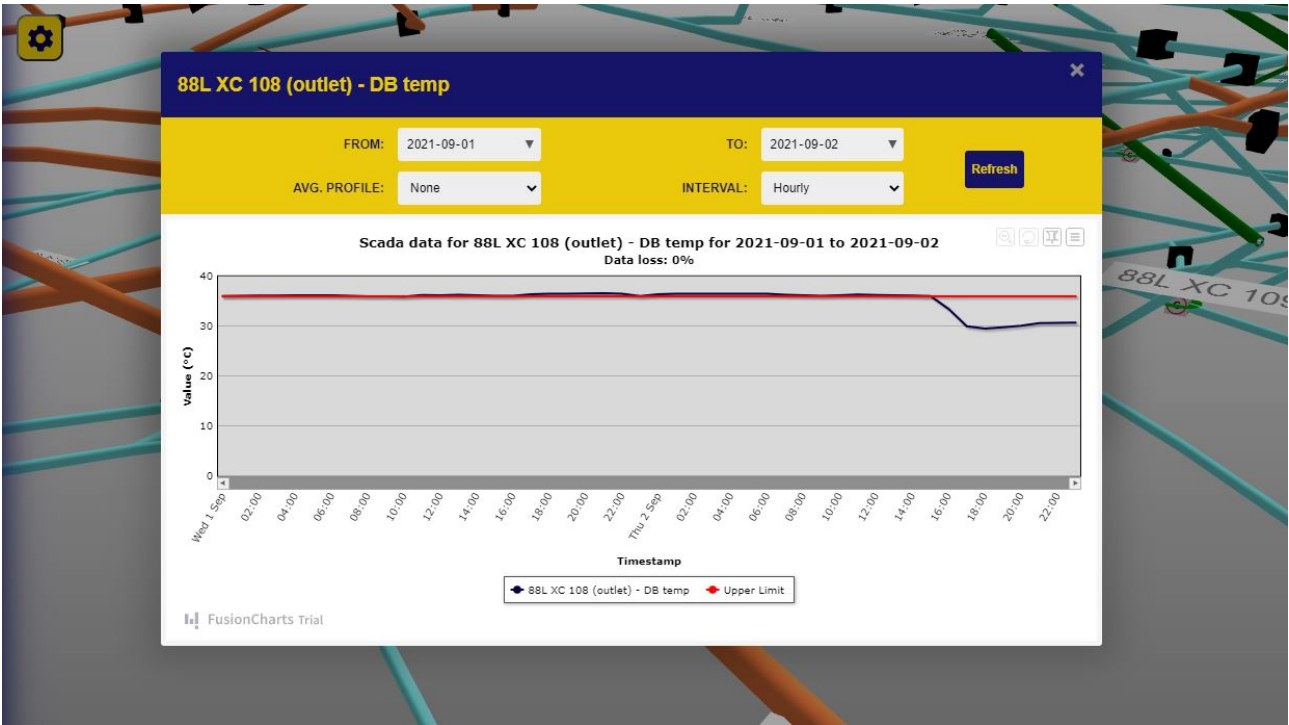 88L XC 108 (outlet) - DB temp
×
FROM: 2021-09-01 ▼ TO: 2021-09-02 ▼
Refresh
AVG. PROFILE: None INTERVAL: Hourly
Scada data for 88L XC 108 (outlet) - DB temp for 2021-09-01 to 2021-09-02
Data loss: 0%
40
30
20
10
0
Value (°C)
Wed 1 Sep 02:00 04:00 06:00 08:00 10:00 12:00 14:00 16:00 18:00 20:00 22:00 Thu 2 Sep 02:00 04:00 06:00 08:00 10:00 12:00 14:00 16:00 18:00 20:00 22:00
Timestamp
88L XC 108 (outlet) - DB temp Upper Limit
FusionCharts Trial
88L XC 109